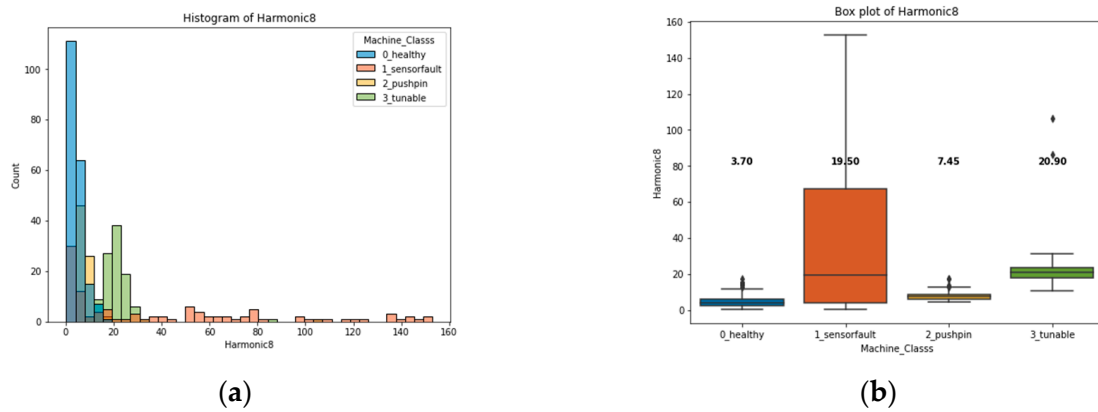 Histogram of Harmonic8
Machine_Classs
0_healthy
1_sensorfault
2_pushpin
3_tunable
Count
100
80
60
40
20
0
0 20 40 60 80 100 120 140 160
Harmonic8
(a)
Box plot of Harmonic8
Harmonic8
160
140
120
100
80
60
40
20
0
3.70 19.50 7.45 20.90
0_healthy 1_sensorfault 2_pushpin 3_tunable
Machine_Classs
(b)